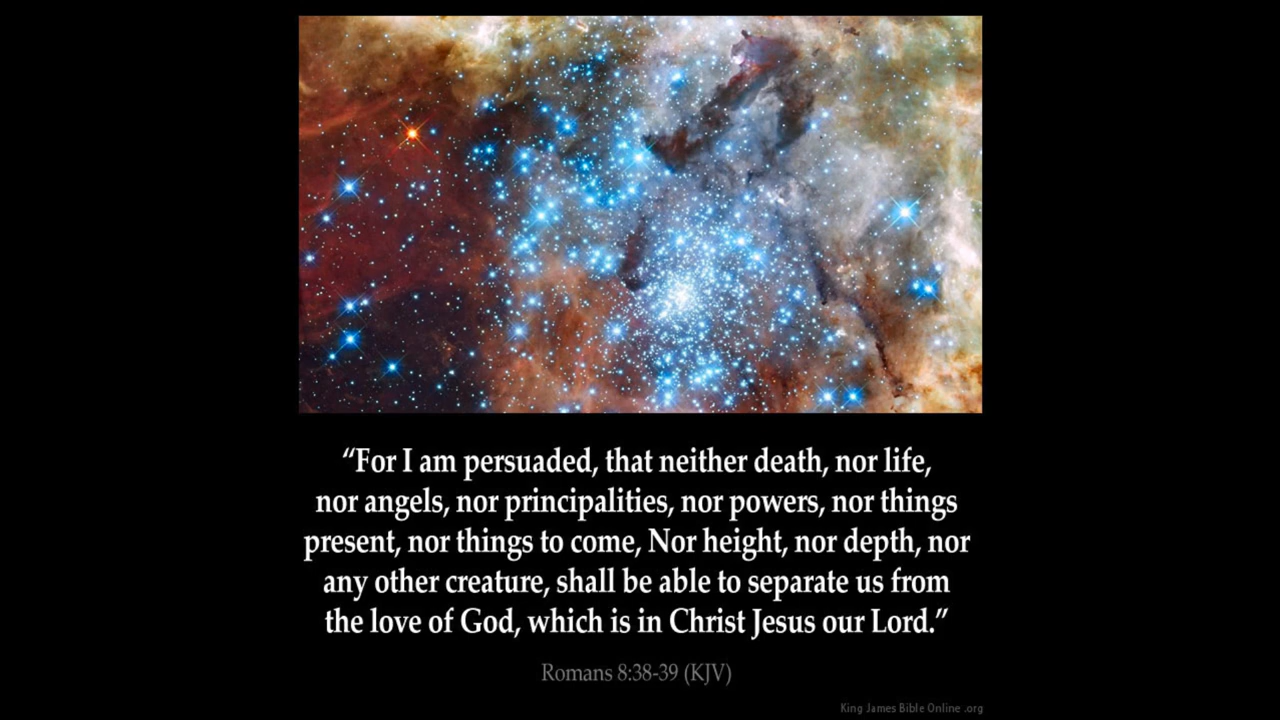 “For I am persuaded, that neither death, nor life,
nor angels, nor principalities, nor powers, nor things
present, nor things to come, Nor height, nor depth, nor
any other creature, shall be able to separate us from
the love of God, which is in Christ Jesus our Lord.”
Romans 8:38-39 (KJV)
King James Bible Online .org